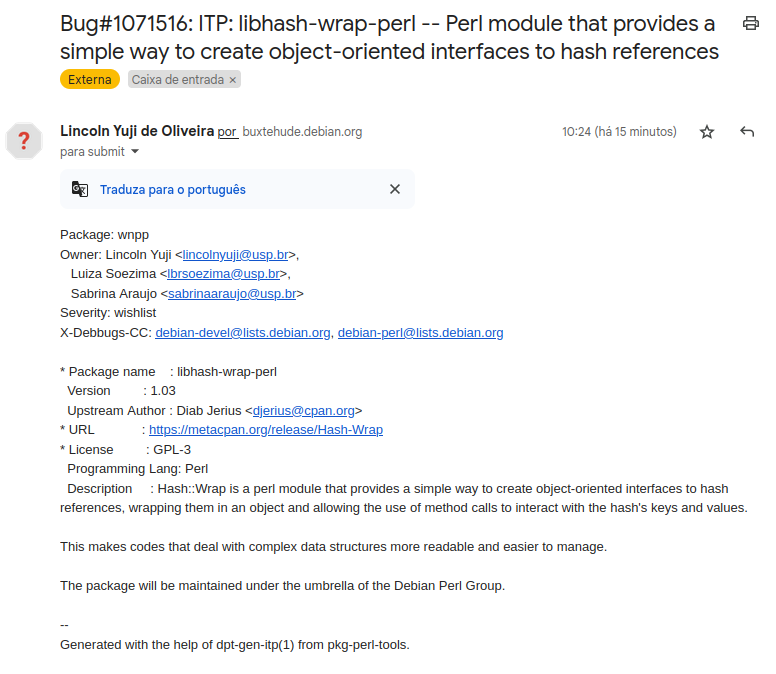 Bug#1071516: ITP: libhash-wrap-perl -- Perl module that provides a
simple way to create object-oriented interfaces to hash references
Externa Caixa de entrada ×
Lincoln Yuji de Oliveira por buxtehude.debian.org 10:24 (há 15 minutos)
para submit
Traduza para o português
Package: wnpp
Owner: Lincoln Yuji <lincolnyuji@usp.br>,
Luiza Soezima <lbrsoezima@usp.br>,
Sabrina Araujo <sabrinaaraujo@usp.br>
Severity: wishlist
X-Debbugs-CC: debian-devel@lists.debian.org, debian-perl@lists.debian.org
* Package name : libhash-wrap-perl
Version : 1.03
Upstream Author : Diab Jerius <djerius@cpan.org>
* URL : https://metacpan.org/release/Hash-Wrap
* License : GPL-3
Programming Lang: Perl
Description : Hash::Wrap is a perl module that provides a simple way to create object-oriented interfaces to hash
references, wrapping them in an object and allowing the use of method calls to interact with the hash's keys and values.
This makes codes that deal with complex data structures more readable and easier to manage.
The package will be maintained under the umbrella of the Debian Perl Group.
--
Generated with the help of dpt-gen-itp(1) from pkg-perl-tools.